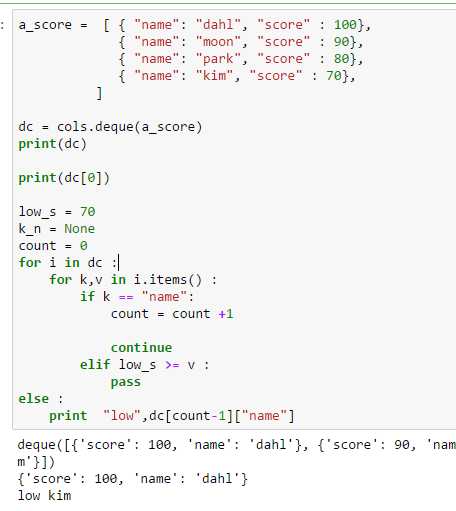 a_score =  [ { "name": "dahl", "score" : 100},
             { "name": "moon", "score" : 90},
             { "name": "park", "score" : 80},
             { "name": "kim", "score" : 70},
          ]
dc = cols.deque(a_score)
print(dc)
print(dc[0])
low_s = 70
k_n = None
count = 0
for i in dc :
    for k,v in i.items() :
        if k == "name":
            count = count +1
            continue
        elif low_s >= v :
            pass
else :
    print  "low",dc[count-1]["name"]
deque([{'score': 100, 'name': 'dahl'}, {'score': 90, 'nam
m'}])
{'score': 100, 'name': 'dahl'}
low kim